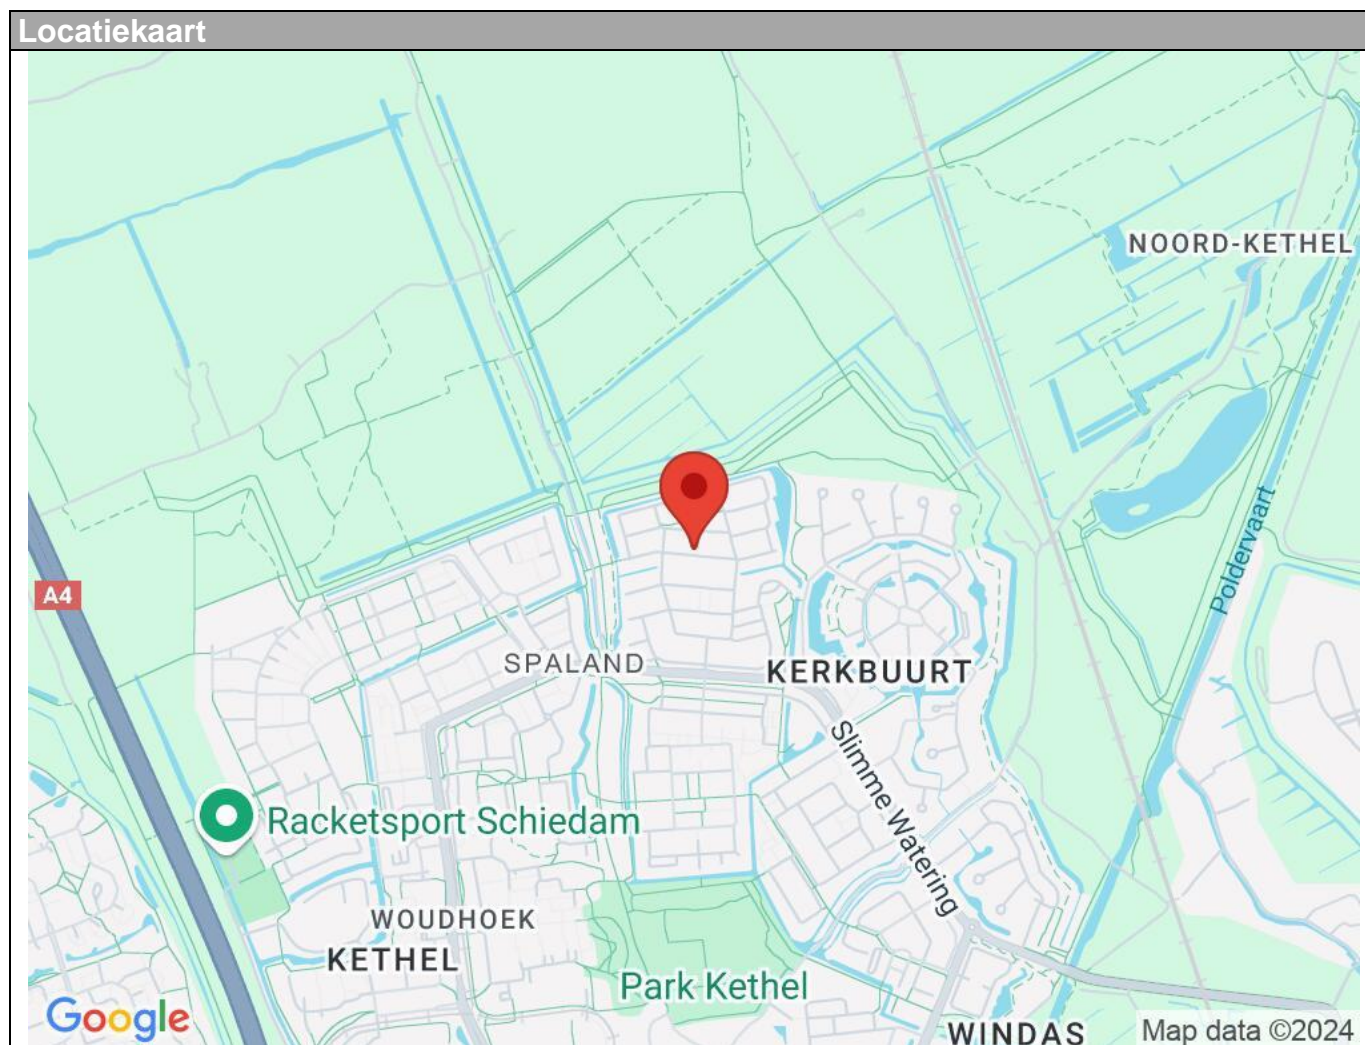 Locatiekaart
NOORD-KETHEL
Poldervaart
A4
SPALAND
KERKBUURT
Slimme Watering
Racketsport Schiedam
WOUDHOEK
KETHEL
Park Kethel
Google
WINDAS
Map data ©2024